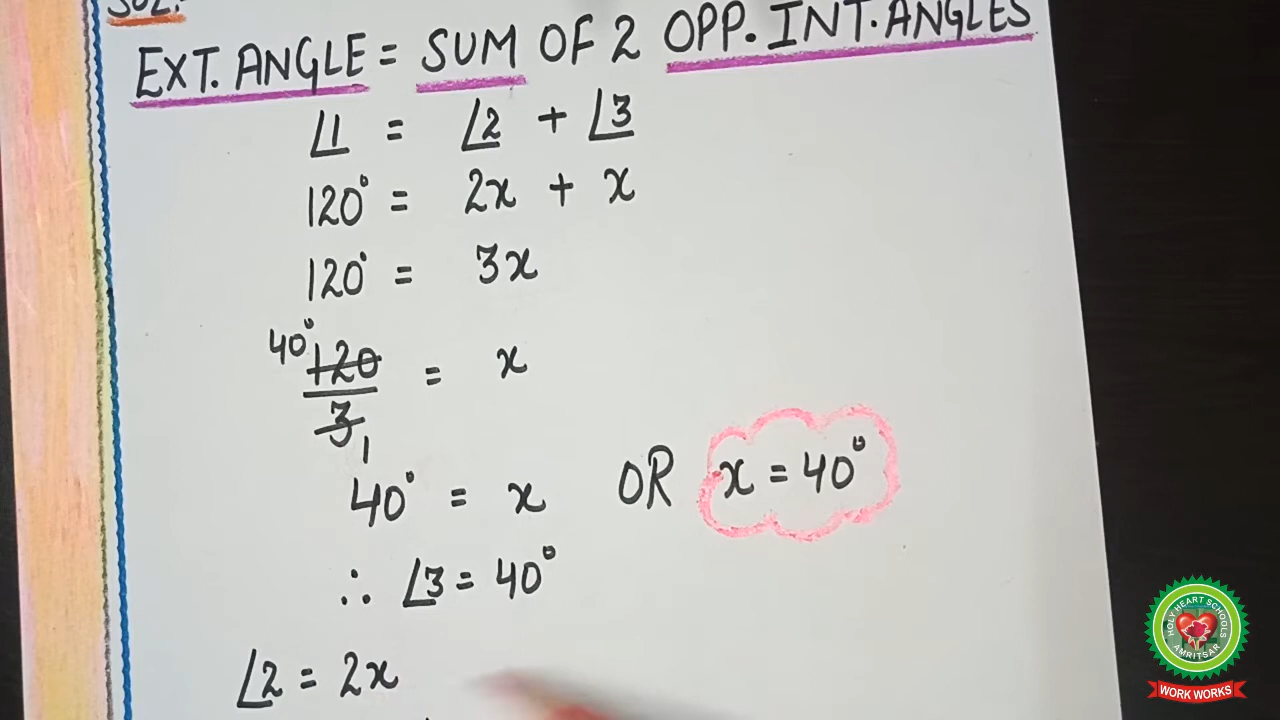 SOL:
EXT. ANGLE = SUM OF 2 OPP. INT. ANGLES
∠1 = ∠2 + ∠3
120° = 2x + x
120° = 3x
40°
120/3 = x
1
40° = x OR x = 40°
∴ ∠3 = 40°
∠2 = 2x
HOLY HEART SCHOOLS
AMRITSAR
WORK WORKS